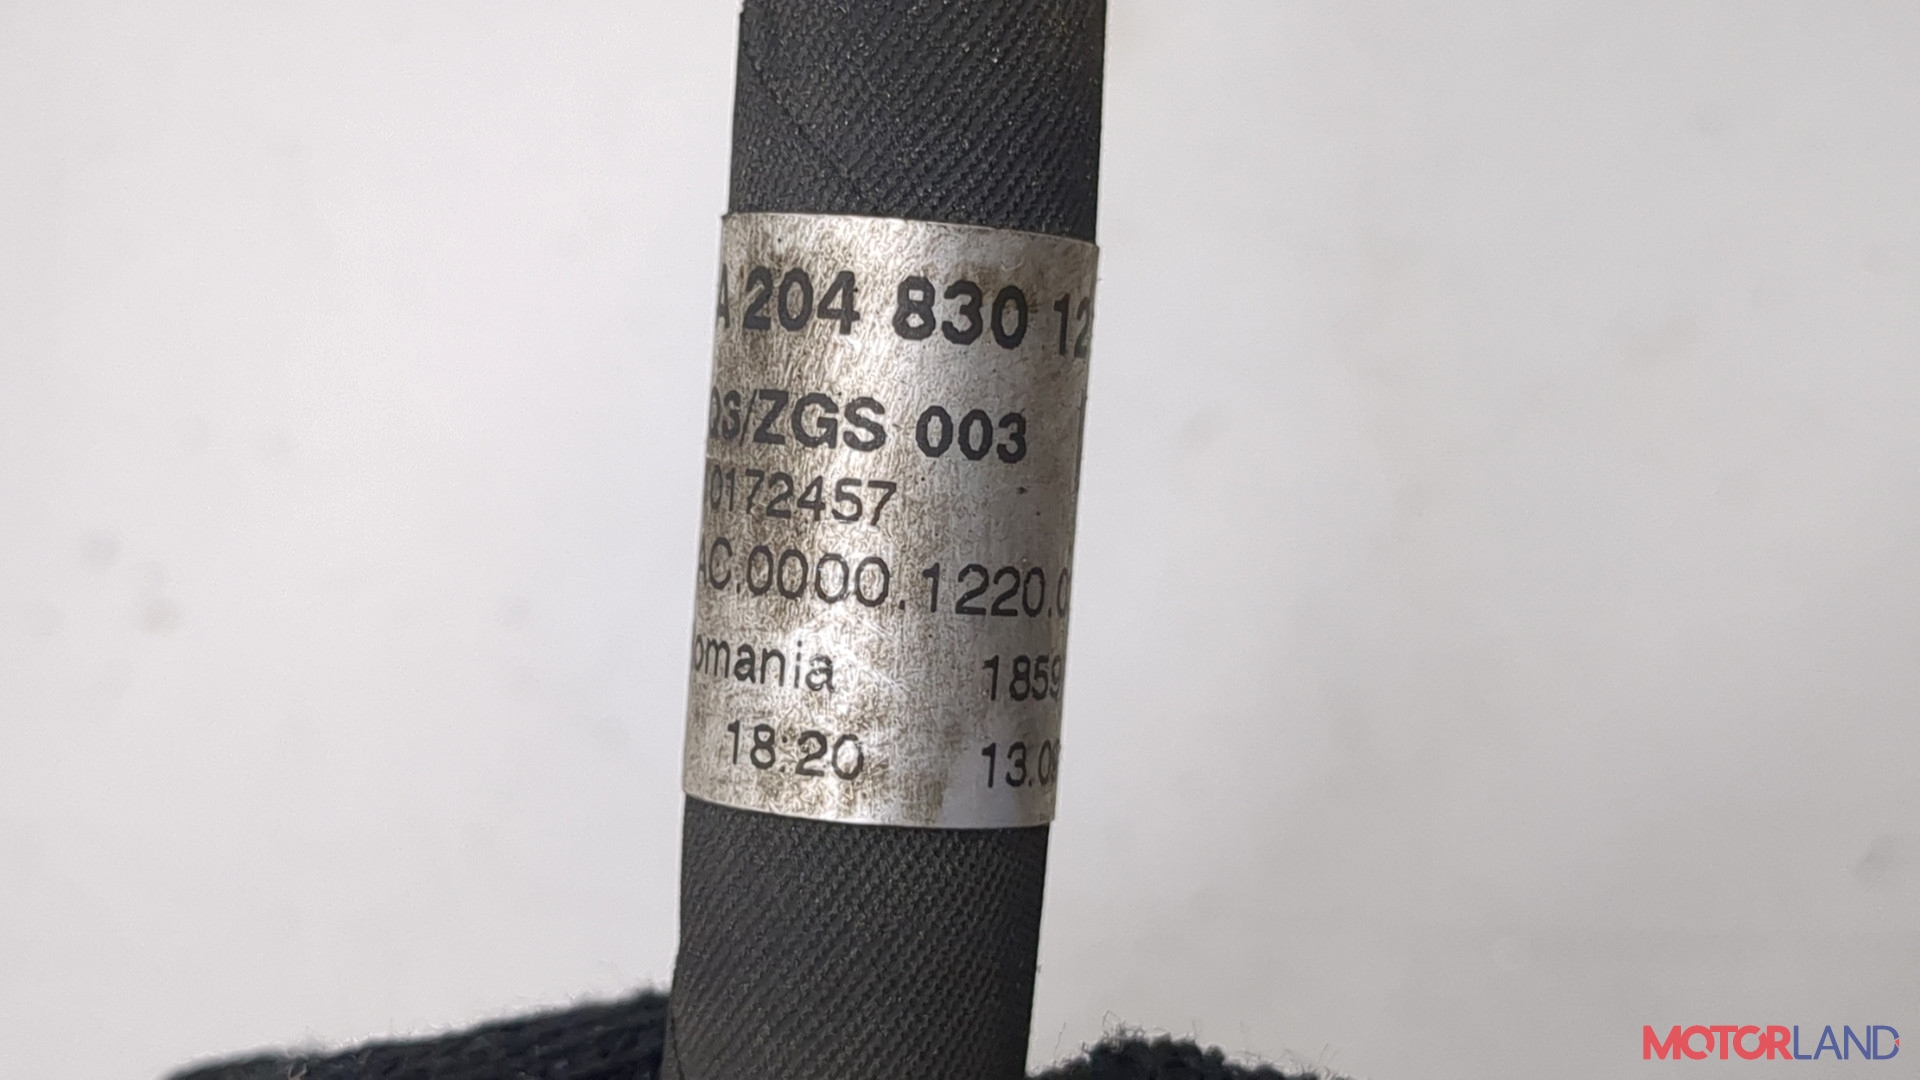 A 204 830 12
QS/ZGS 003
0172457
AC.0000.1220.0
omania 1859
18:20 13.0
MOTORLAND